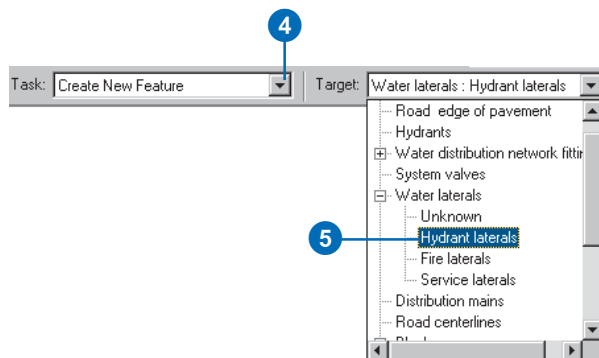 4
Task: Create New Feature Target: Water laterals : Hydrant laterals
Road edge of pavement
Hydrants
Water distribution network fittin
System valves
Water laterals
Unknown
5 Hydrant laterals
Fire laterals
Service laterals
Distribution mains
Road centerlines